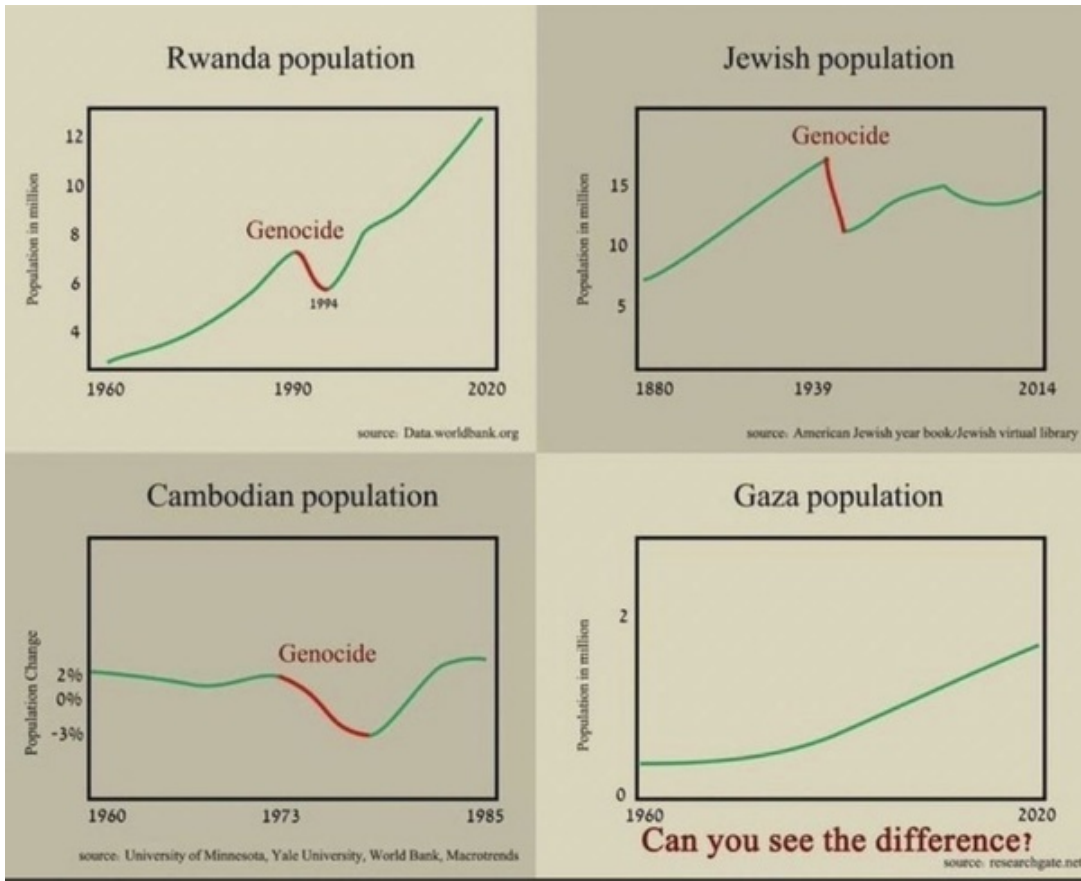 Rwanda population
Population in million
12
10
8
6
4
Genocide
1994
1960 1990 2020
source: Data.worldbank.org
Jewish population
Population in million
15
10
5
Genocide
1880 1939 2014
source: American Jewish year book/Jewish virtual library
Cambodian population
Population Change
2%
0%
-3%
Genocide
1960 1973 1985
source: University of Minnesota, Yale University, World Bank, Macrotrends
Gaza population
Population in million
2
0
1960 2020
Can you see the difference?
source: researchgate.net